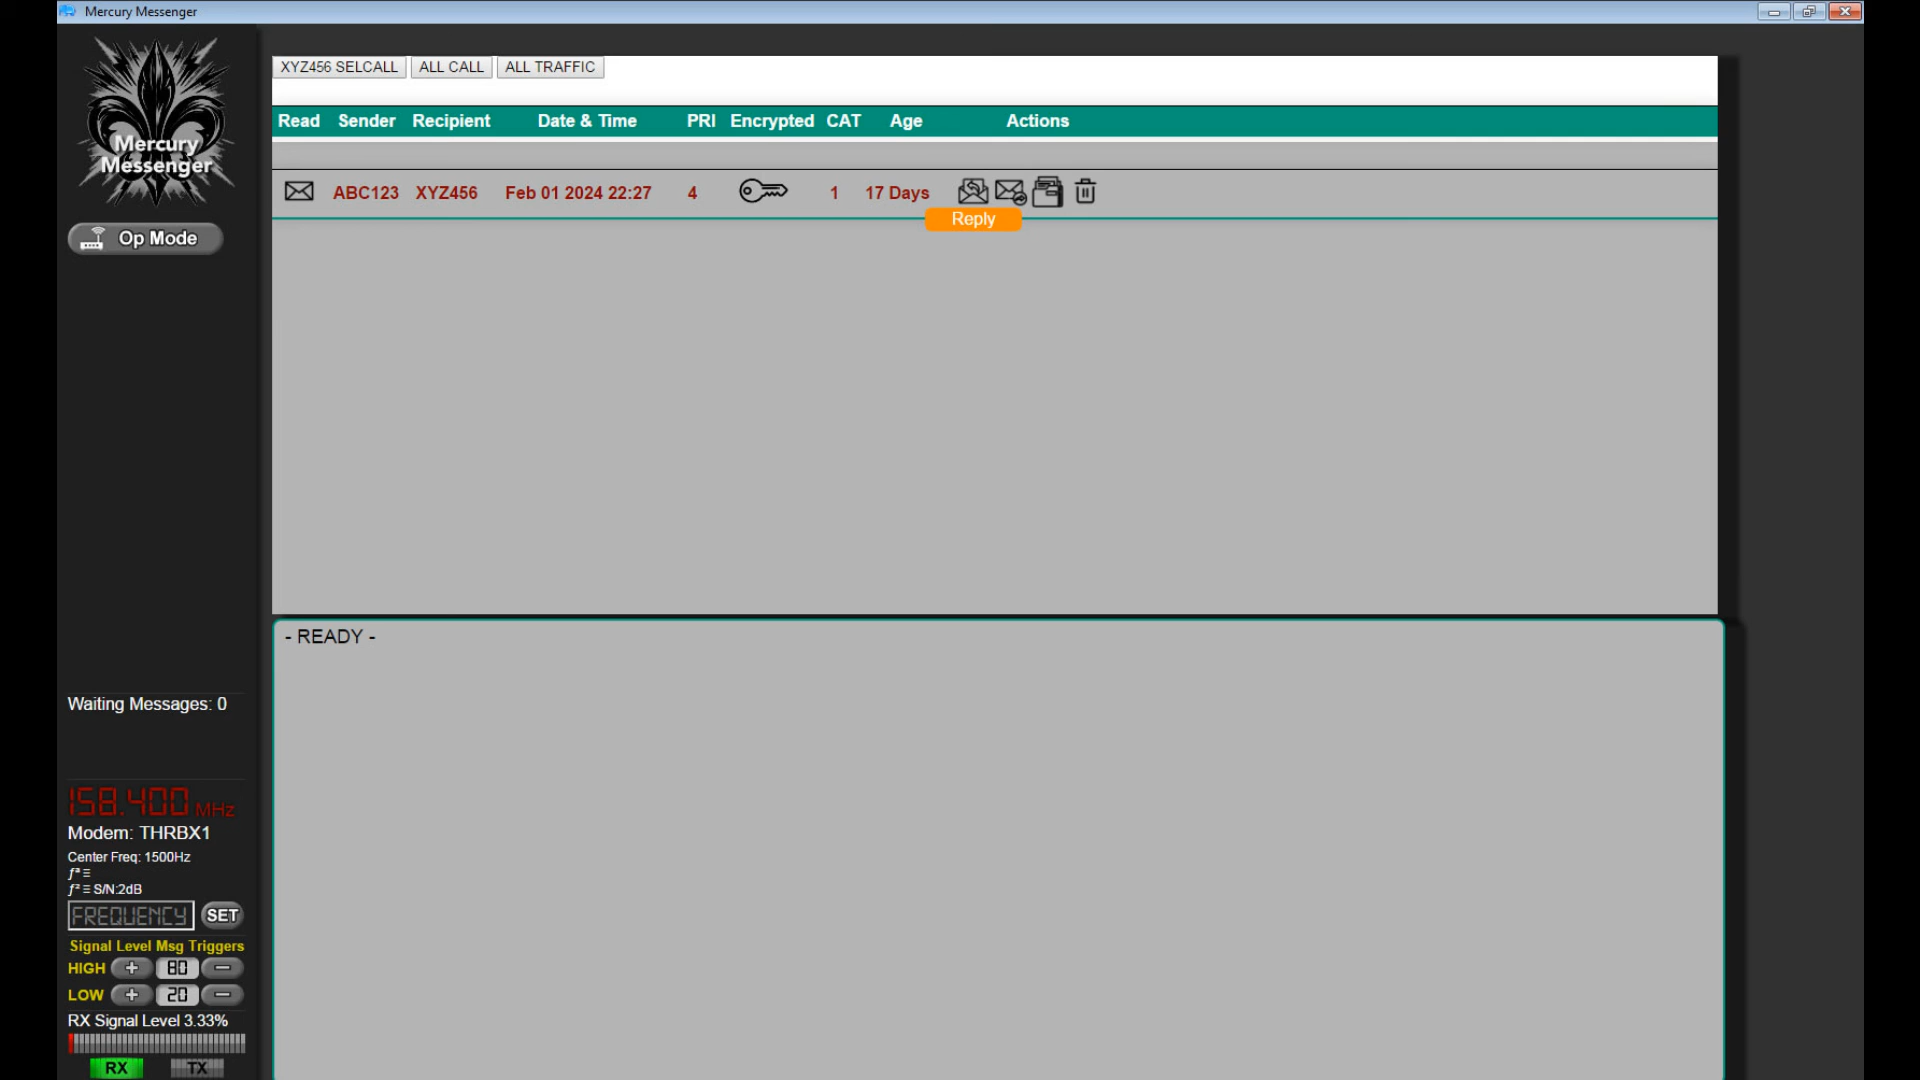 Mercury Messenger
Mercury
Messenger
Op Mode
XYZ456 SELCALL ALL CALL ALL TRAFFIC
Read Sender Recipient Date & Time PRI Encrypted CAT Age Actions
ABC123 XYZ456 Feb 01 2024 22:27 4 1 17 Days
Reply
- READY -
Waiting Messages: 0
158.400 MHz
Modem: THRBX1
Center Freq: 1500Hz
S/N:2dB
FREQUENCY SET
Signal Level Msg Triggers
HIGH + 80 −
LOW + 20 −
RX Signal Level 3.33%
RX TX